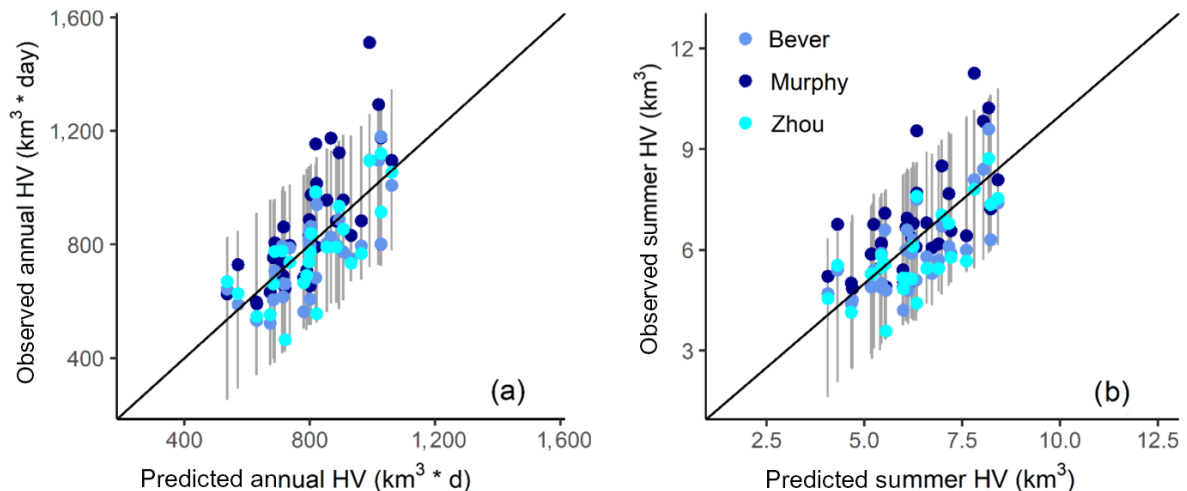 Observed annual HV (km³ * day)
1,600
1,200
800
400
400 800 1,200 1,600
Predicted annual HV (km³ * d)
(a)
Observed summer HV (km³)
12
9
6
3
2.5 5.0 7.5 10.0 12.5
Predicted summer HV (km³)
Bever
Murphy
Zhou
(b)